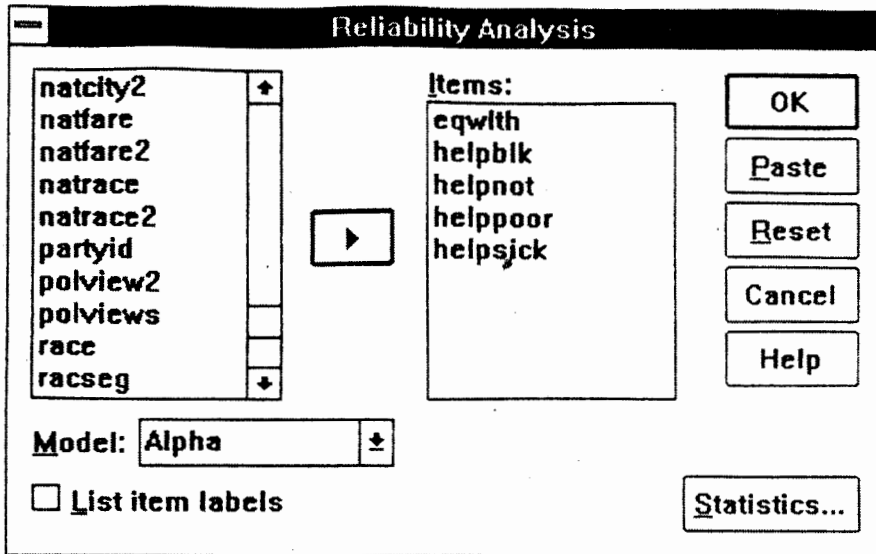 Reliability Analysis
natcity2
natfare
natfare2
natrace
natrace2
partyid
polview2
polviews
race
racseg
Items:
eqwlth
helpblk
helpnot
helppoor
helpsick
OK
Paste
Reset
Cancel
Help
Model: Alpha
List item labels
Statistics...